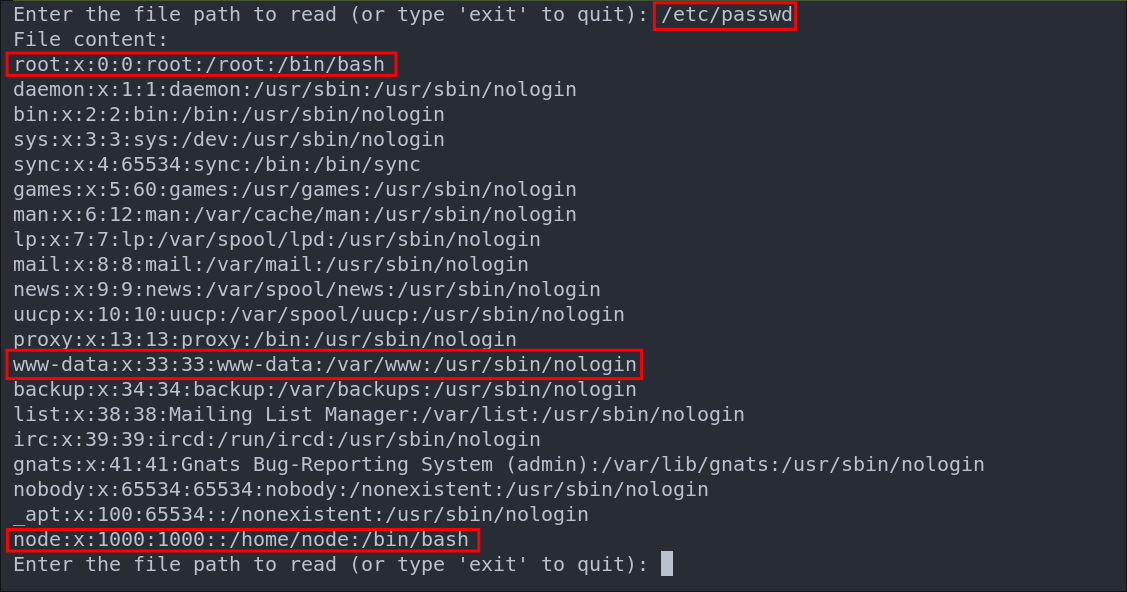 Enter the file path to read (or type 'exit' to quit): /etc/passwd
File content:
root:x:0:0:root:/root:/bin/bash
daemon:x:1:1:daemon:/usr/sbin:/usr/sbin/nologin
bin:x:2:2:bin:/bin:/usr/sbin/nologin
sys:x:3:3:sys:/dev:/usr/sbin/nologin
sync:x:4:65534:sync:/bin:/bin/sync
games:x:5:60:games:/usr/games:/usr/sbin/nologin
man:x:6:12:man:/var/cache/man:/usr/sbin/nologin
lp:x:7:7:lp:/var/spool/lpd:/usr/sbin/nologin
mail:x:8:8:mail:/var/mail:/usr/sbin/nologin
news:x:9:9:news:/var/spool/news:/usr/sbin/nologin
uucp:x:10:10:uucp:/var/spool/uucp:/usr/sbin/nologin
proxy:x:13:13:proxy:/bin:/usr/sbin/nologin
www-data:x:33:33:www-data:/var/www:/usr/sbin/nologin
backup:x:34:34:backup:/var/backups:/usr/sbin/nologin
list:x:38:38:Mailing List Manager:/var/list:/usr/sbin/nologin
irc:x:39:39:ircd:/run/ircd:/usr/sbin/nologin
gnats:x:41:41:Gnats Bug-Reporting System (admin):/var/lib/gnats:/usr/sbin/nologin
nobody:x:65534:65534:nobody:/nonexistent:/usr/sbin/nologin
_apt:x:100:65534::/nonexistent:/usr/sbin/nologin
node:x:1000:1000::/home/node:/bin/bash
Enter the file path to read (or type 'exit' to quit):